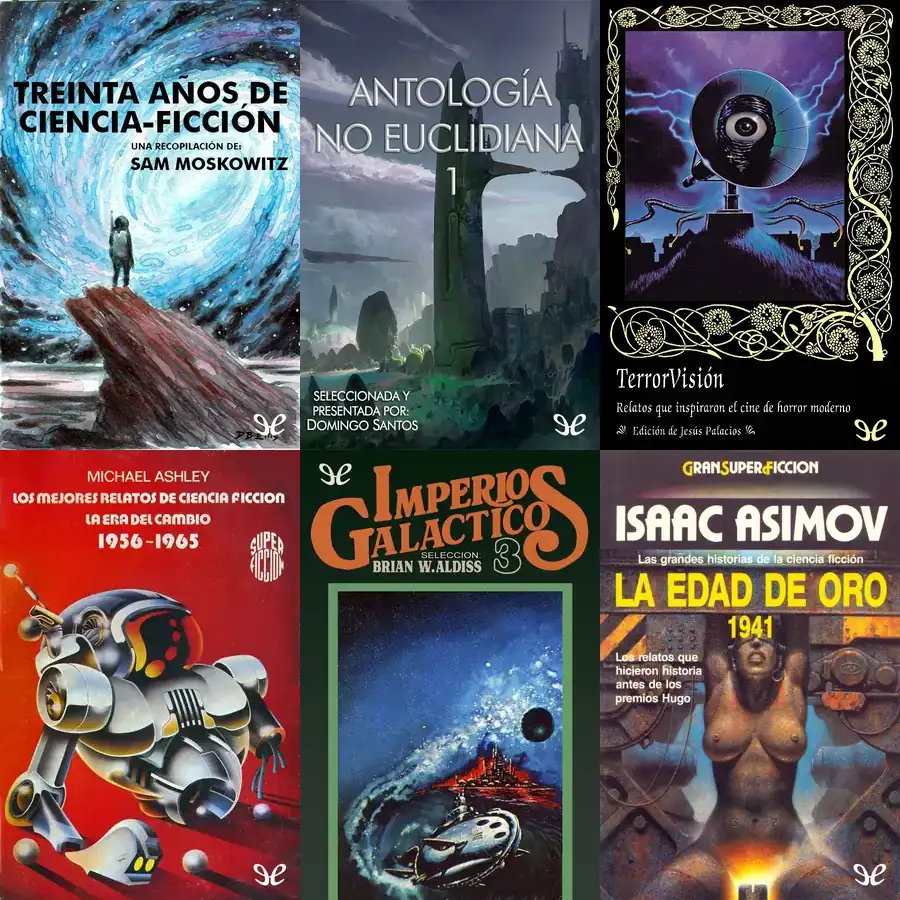 TREINTA AÑOS DE
CIENCIA-FICCIÓN
UNA RECOPILACIÓN DE:
SAM MOSKOWITZ
ANTOLOGÍA
NO EUCLIDIANA
1
SELECCIONADA Y
PRESENTADA POR:
DOMINGO SANTOS
TerrorVisión
Relatos que inspiraron el cine de horror moderno
Edición de Jesús Palacios
MICHAEL ASHLEY
LOS MEJORES RELATOS DE CIENCIA FICCION
LA ERA DEL CAMBIO
1956-1965
SUPER
FICCION
IMPERIOS
GALACTICOS
SELECCION:
BRIAN W. ALDISS
3
GRAN SUPER FICCION
ISAAC ASIMOV
Las grandes historias de la ciencia ficción
LA EDAD DE ORO
1941
Los relatos que
hicieron historia
antes de los
premios Hugo